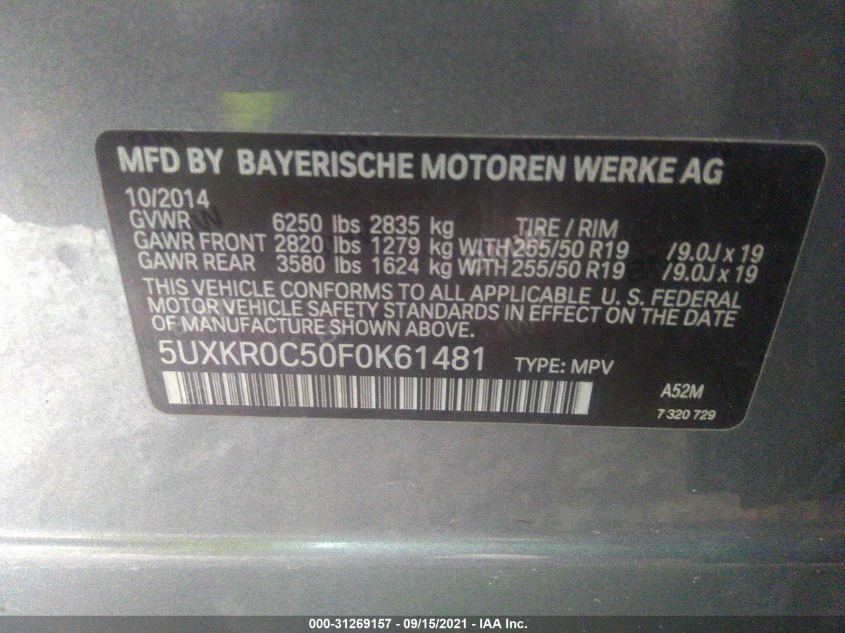 MFD BY BAYERISCHE MOTOREN WERKE AG
10/2014
GVWR 6250 lbs 2835 kg TIRE / RIM
GAWR FRONT 2820 lbs 1279 kg WITH 255/50 R19 /9.0J x 19
GAWR REAR 3580 lbs 1624 kg WITH 255/50 R19 /9.0J x 19
THIS VEHICLE CONFORMS TO ALL APPLICABLE U. S. FEDERAL
MOTOR VEHICLE SAFETY STANDARDS IN EFFECT ON THE DATE
OF MANUFACTURE SHOWN ABOVE.
5UXKR0C50F0K61481 TYPE: MPV
A52M
7 320 729
000-31269157 - 09/15/2021 - IAA Inc.